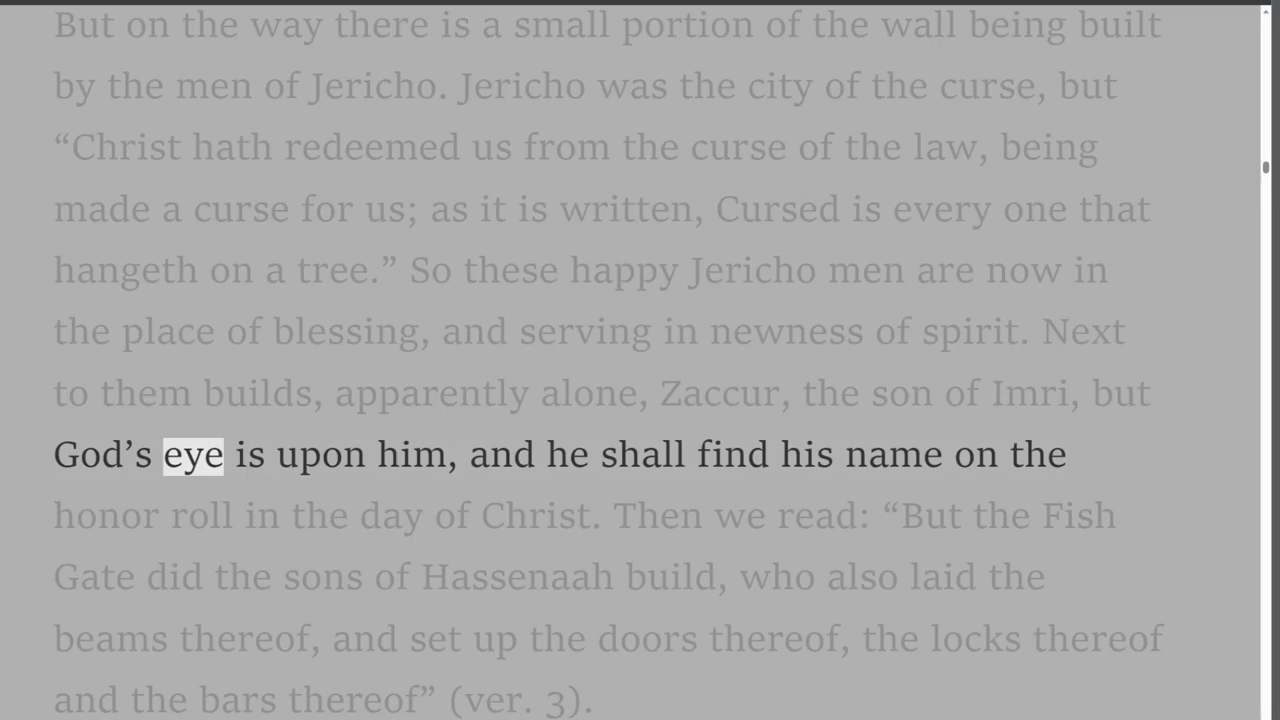 But on the way there is a small portion of the wall being built
by the men of Jericho. Jericho was the city of the curse, but
“Christ hath redeemed us from the curse of the law, being
made a curse for us; as it is written, Cursed is every one that
hangeth on a tree.” So these happy Jericho men are now in
the place of blessing, and serving in newness of spirit. Next
to them builds, apparently alone, Zaccur, the son of Imri, but
God’s eye is upon him, and he shall find his name on the
honor roll in the day of Christ. Then we read: “But the Fish
Gate did the sons of Hassenaah build, who also laid the
beams thereof, and set up the doors thereof, the locks thereof
and the bars thereof” (ver. 3).